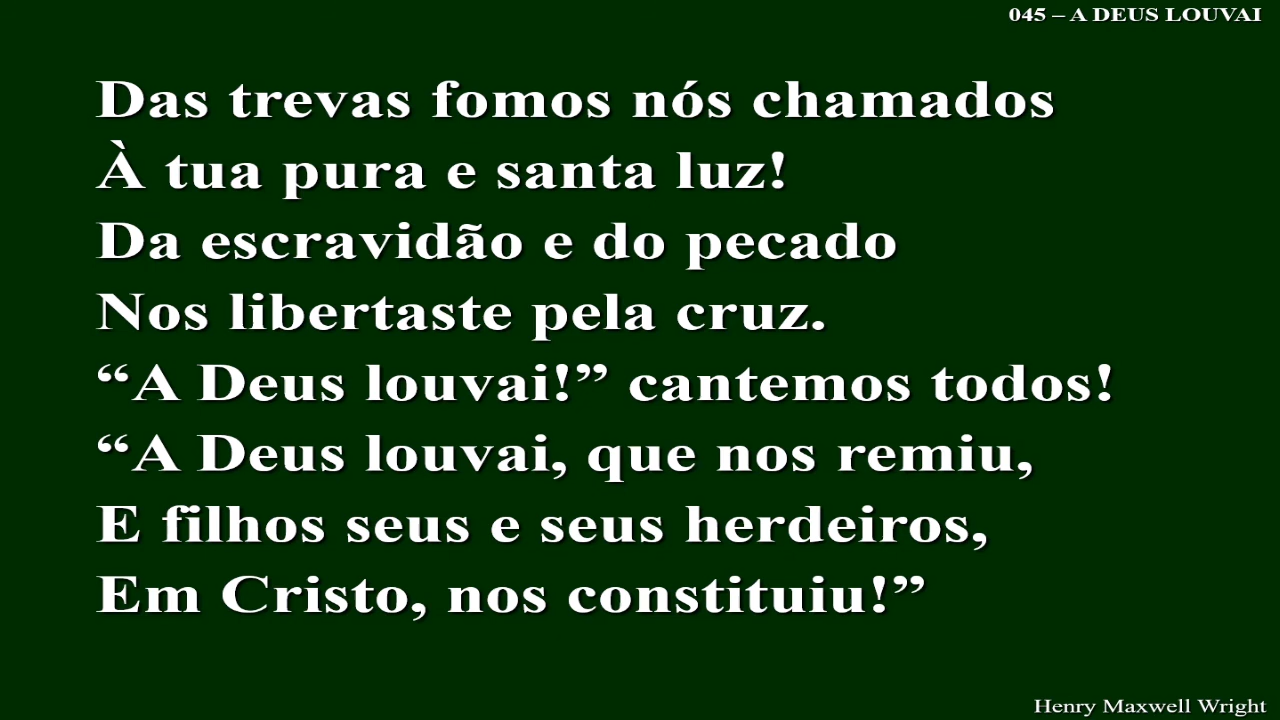 045 – A DEUS LOUVAI
Das trevas fomos nós chamados
À tua pura e santa luz!
Da escravidão e do pecado
Nos libertaste pela cruz.
“A Deus louvai!” cantemos todos!
“A Deus louvai, que nos remiu,
E filhos seus e seus herdeiros,
Em Cristo, nos constituiu!”
Henry Maxwell Wright